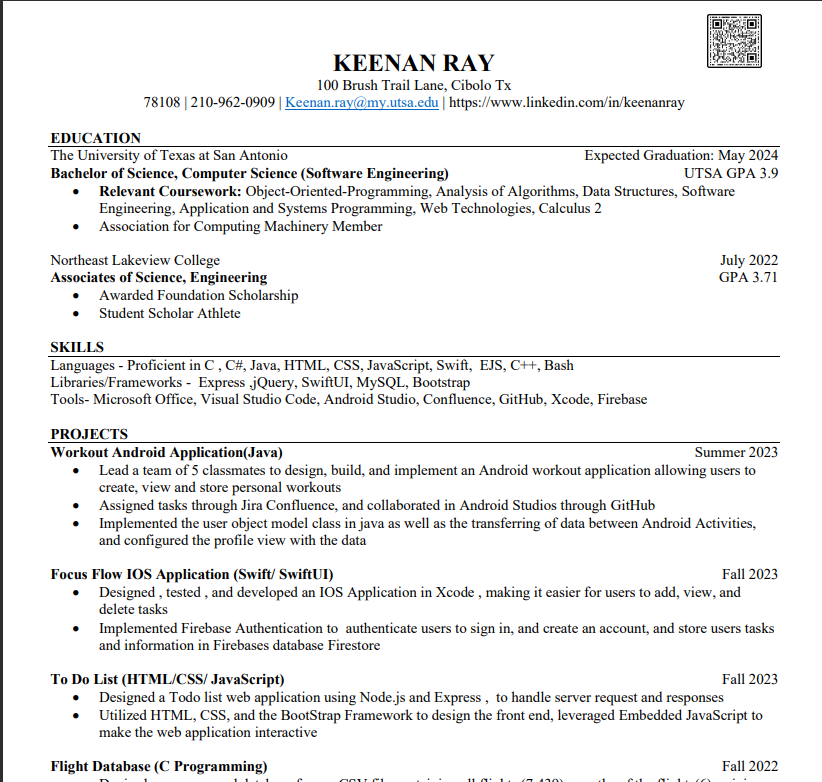 KEENAN RAY
100 Brush Trail Lane, Cibolo Tx
78108 | 210-962-0909 | Keenan.ray@my.utsa.edu | https://www.linkedin.com/in/keenanray
EDUCATION
The University of Texas at San Antonio Expected Graduation: May 2024
Bachelor of Science, Computer Science (Software Engineering) UTSA GPA 3.9
• Relevant Coursework: Object-Oriented-Programming, Analysis of Algorithms, Data Structures, Software
Engineering, Application and Systems Programming, Web Technologies, Calculus 2
• Association for Computing Machinery Member
Northeast Lakeview College July 2022
Associates of Science, Engineering GPA 3.71
• Awarded Foundation Scholarship
• Student Scholar Athlete
SKILLS
Languages - Proficient in C , C#, Java, HTML, CSS, JavaScript, Swift, EJS, C++, Bash
Libraries/Frameworks - Express ,jQuery, SwiftUI, MySQL, Bootstrap
Tools- Microsoft Office, Visual Studio Code, Android Studio, Confluence, GitHub, Xcode, Firebase
PROJECTS
Workout Android Application(Java) Summer 2023
• Lead a team of 5 classmates to design, build, and implement an Android workout application allowing users to
create, view and store personal workouts
• Assigned tasks through Jira Confluence, and collaborated in Android Studios through GitHub
• Implemented the user object model class in java as well as the transferring of data between Android Activities,
and configured the profile view with the data
Focus Flow IOS Application (Swift/ SwiftUI) Fall 2023
• Designed , tested , and developed an IOS Application in Xcode , making it easier for users to add, view, and
delete tasks
• Implemented Firebase Authentication to authenticate users to sign in, and create an account, and store users tasks
and information in Firebases database Firestore
To Do List (HTML/CSS/ JavaScript) Fall 2023
• Designed a Todo list web application using Node.js and Express , to handle server request and responses
• Utilized HTML, CSS, and the BootStrap Framework to design the front end, leveraged Embedded JavaScript to
make the web application interactive
Flight Database (C Programming) Fall 2022